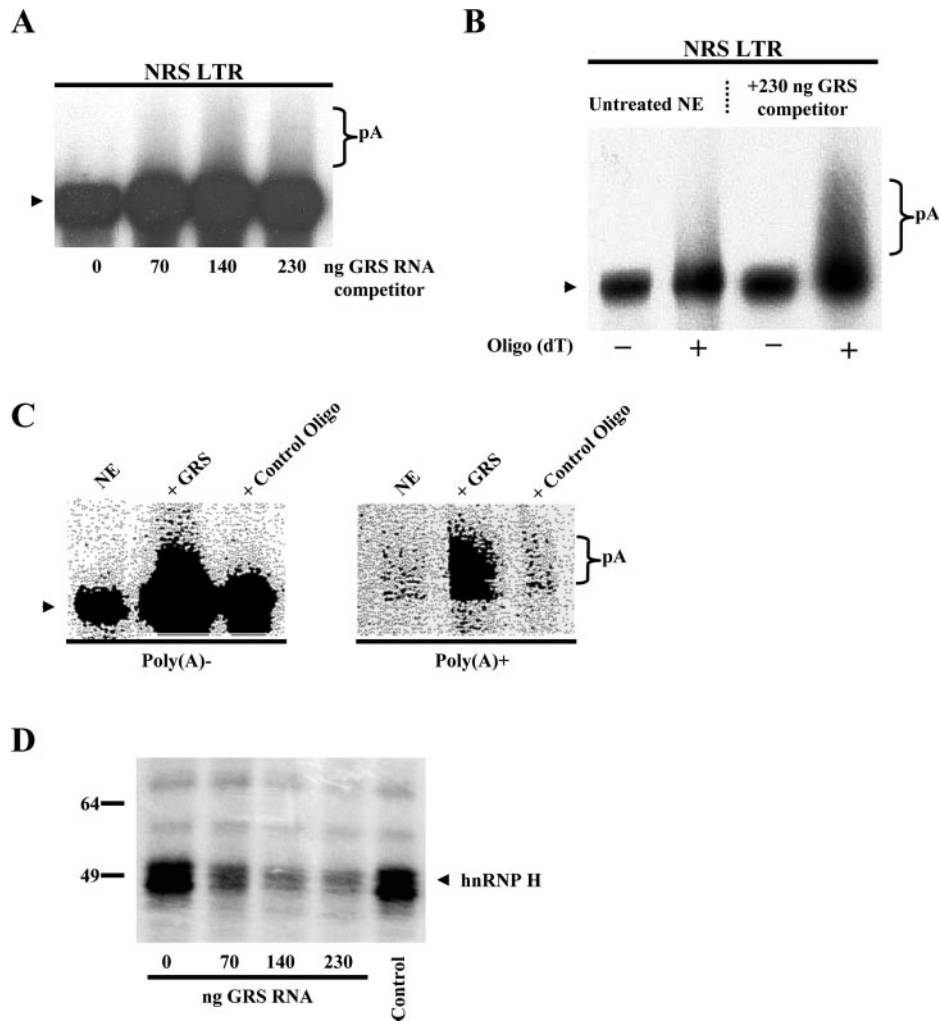 A
NRS LTR
pA
0 70 140 230 ng GRS RNA
competitor
B
NRS LTR
Untreated NE
+230 ng GRS
competitor
pA
Oligo (dT) − + − +
C
NE + GRS + Control Oligo
NE + GRS + Control Oligo
pA
Poly(A)-
Poly(A)+
D
64
49
hnRNP H
0 70 140 230 Control
ng GRS RNA